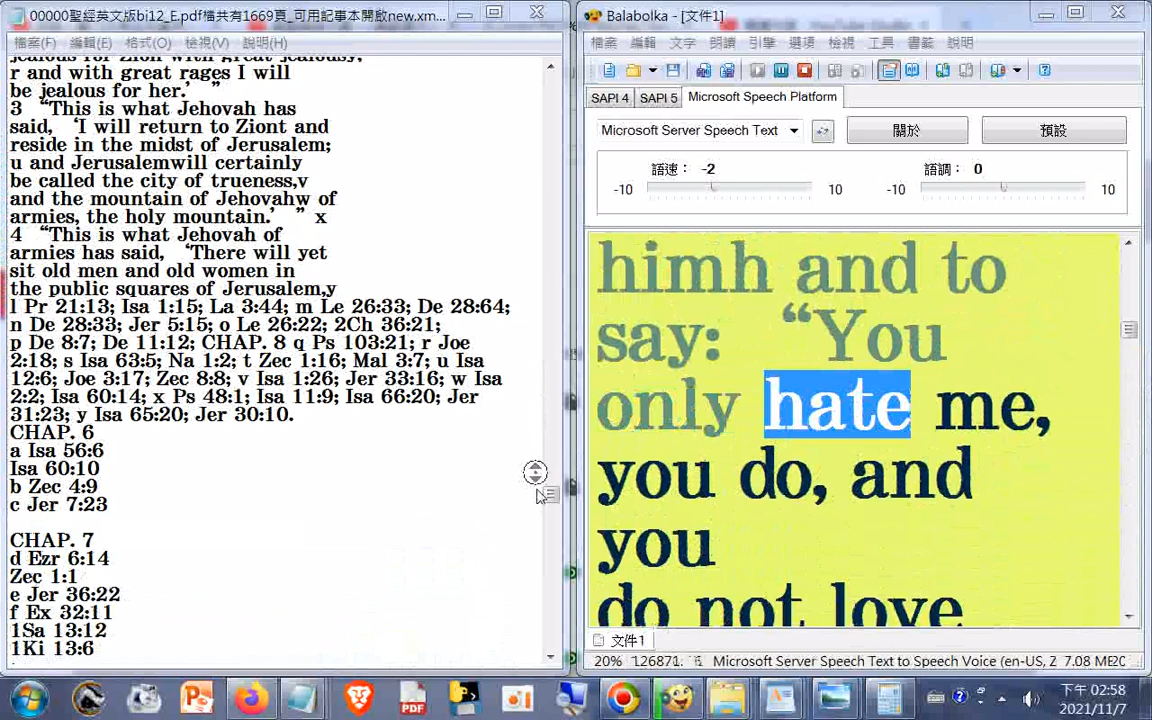 00000聖經英文版bi12_E.pdf檔共有1669頁_可用記事本開啟new.xm...
檔案(F) 編輯(E) 格式(O) 檢視(V) 說明(H)
jealous for Zion with great jealousy,
r and with great rages I will
be jealous for her.’ ”
3 “This is what Jehovah has
said, ‘I will return to Ziont and
reside in the midst of Jerusalem;
u and Jerusalemwill certainly
be called the city of trueness,v
and the mountain of Jehovahw of
armies, the holy mountain.’ ” x
4 “This is what Jehovah of
armies has said, ‘There will yet
sit old men and old women in
the public squares of Jerusalem,y
l Pr 21:13; Isa 1:15; La 3:44; m Le 26:33; De 28:64;
n De 28:33; Jer 5:15; o Le 26:22; 2Ch 36:21;
p De 8:7; De 11:12; CHAP. 8 q Ps 103:21; r Joe
2:18; s Isa 63:5; Na 1:2; t Zec 1:16; Mal 3:7; u Isa
12:6; Joe 3:17; Zec 8:8; v Isa 1:26; Jer 33:16; w Isa
2:2; Isa 60:14; x Ps 48:1; Isa 11:9; Isa 66:20; Jer
31:23; y Isa 65:20; Jer 30:10.
CHAP. 6
a Isa 56:6
Isa 60:10
b Zec 4:9
c Jer 7:23
CHAP. 7
d Ezr 6:14
Zec 1:1
e Jer 36:22
f Ex 32:11
1Sa 13:12
1Ki 13:6
Balabolka - [文件1]
檔案 編輯 文字 朗讀 引擎 選項 檢視 工具 書籤 說明
SAPI 4 SAPI 5 Microsoft Speech Platform
Microsoft Server Speech Text 關於 預設
語速: -2 語調: 0
-10 10 -10 10
himh and to
say: “You
only hate me,
you do, and
you
do not love
文件1
20% 126871. Microsoft Server Speech Text to Speech Voice (en-US, Z 7.08 ME
PDF
下午 02:58
2021/11/7